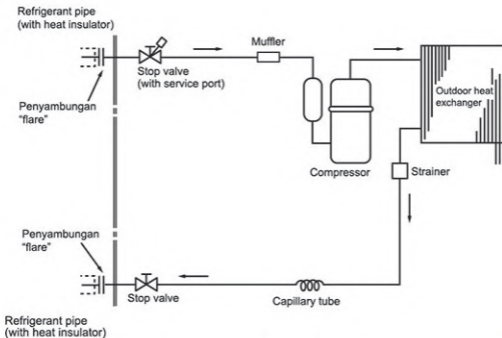 Refrigerant pipe
(with heat insulator)
Muffler
Stop valve
(with service port)
Penyambungan
"flare"
Outdoor heat
exchanger
Compressor
Strainer
Penyambungan
"flare"
Stop valve
Capillary tube
Refrigerant pipe
(with heat insulator)